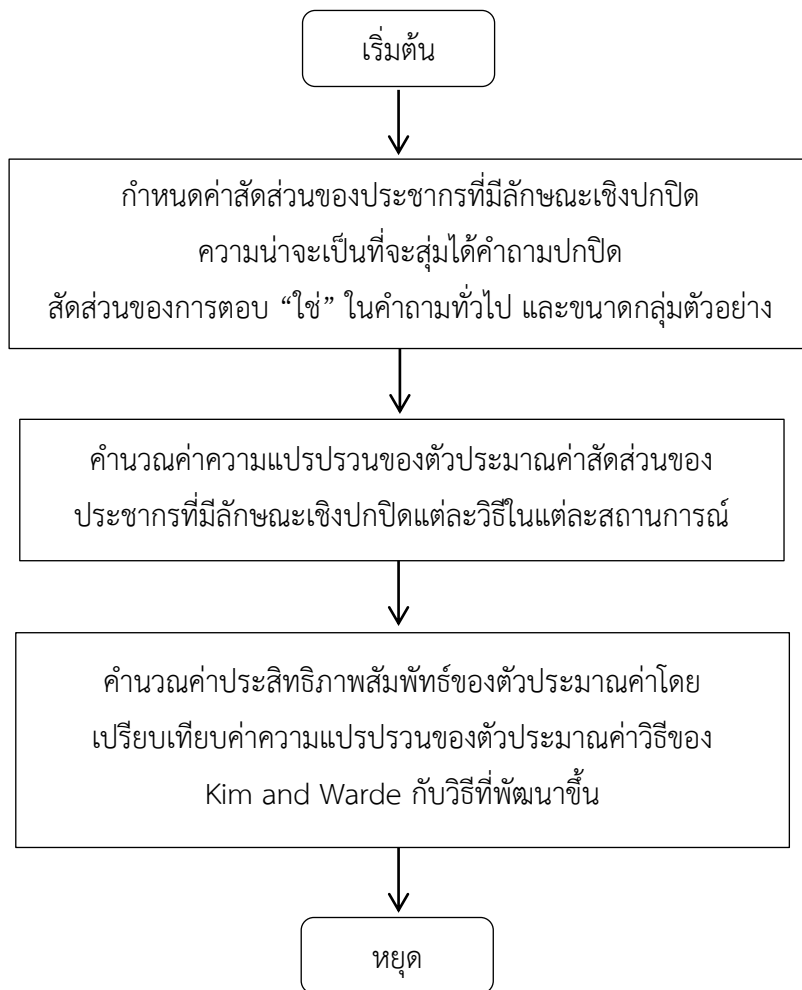 เริ่มต้น
กำหนดค่าสัดส่วนของประชากรที่มีลักษณะเชิงปกปิด
ความน่าจะเป็นที่จะสุ่มได้คำถามปกปิด
สัดส่วนของการตอบ “ใช่” ในคำถามทั่วไป และขนาดกลุ่มตัวอย่าง
คำนวณค่าความแปรปรวนของตัวประมาณค่าสัดส่วนของ
ประชากรที่มีลักษณะเชิงปกปิดแต่ละวิธีในแต่ละสถานการณ์
คำนวณค่าประสิทธิภาพสัมพัทธ์ของตัวประมาณค่าโดย
เปรียบเทียบค่าความแปรปรวนของตัวประมาณค่าวิธีของ
Kim and Warde กับวิธีที่พัฒนาขึ้น
หยุด